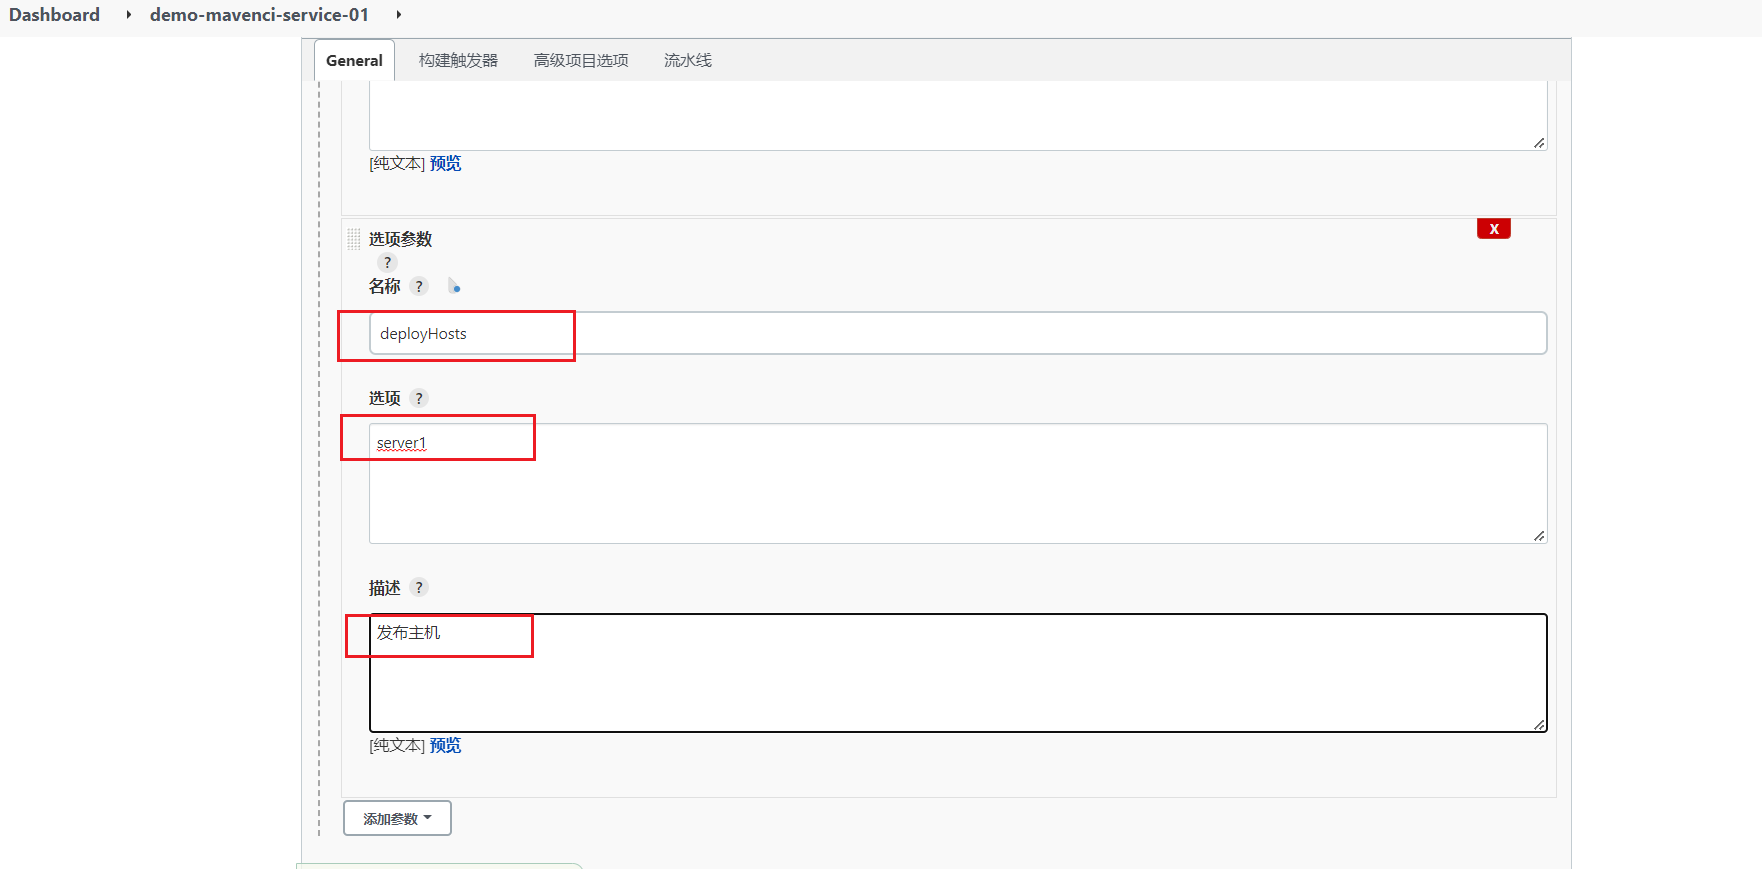 Dashboard demo-mavenci-service-01
General 构建触发器 高级项目选项 流水线
[纯文本] 预览
X
选项参数
?
名称 ?
deployHosts
选项 ?
server1
描述 ?
发布主机
[纯文本] 预览
添加参数